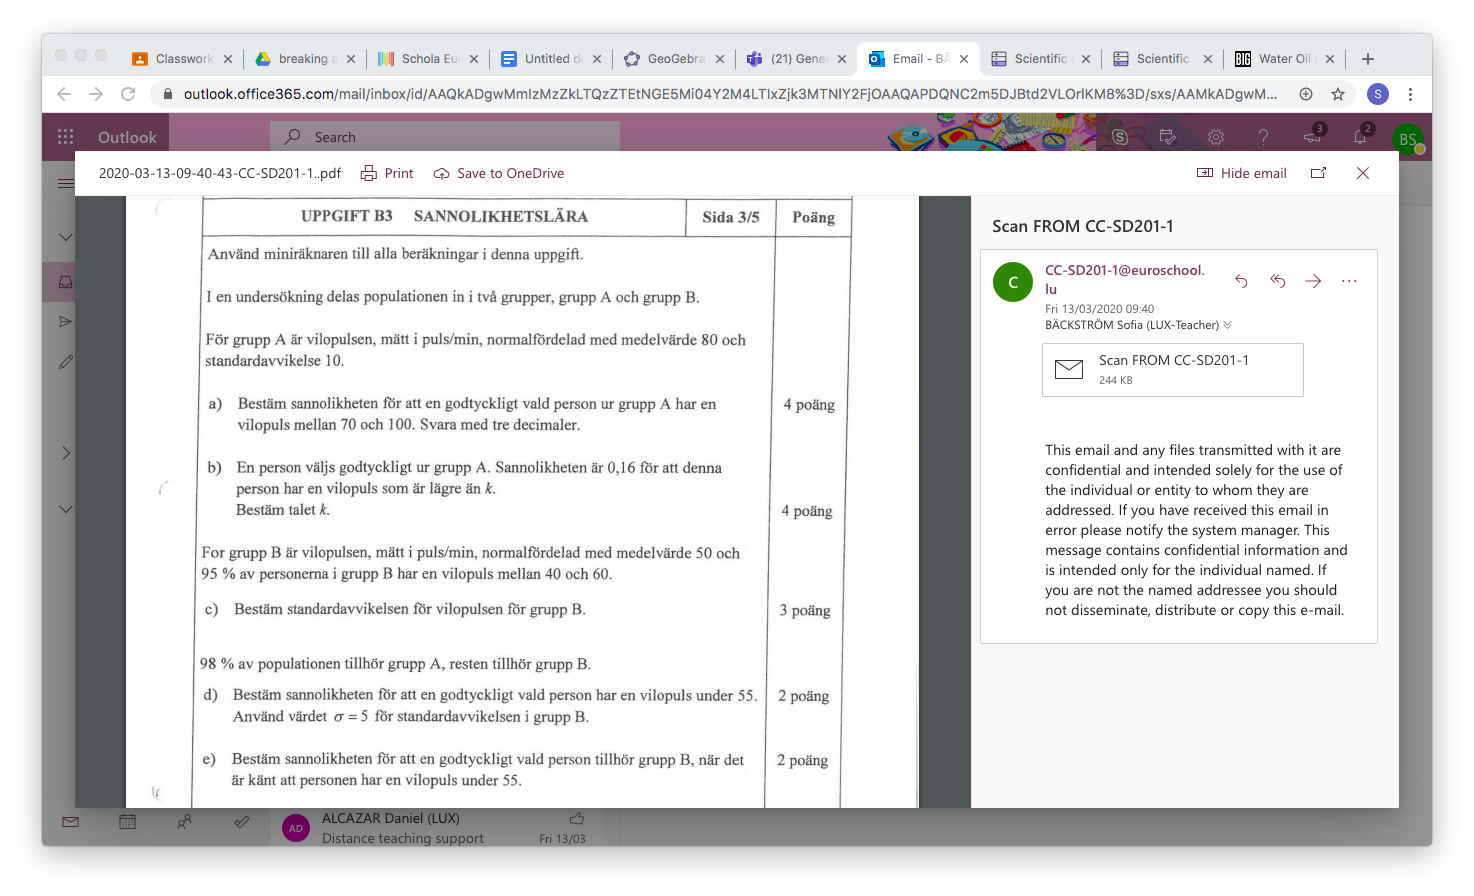 Classwork
breaking a
Schola Eu
Untitled d
GeoGebra
(21) Gene
Email - BÄ
Scientific
Scientific
BIG Water Oil
Outlook
Search
3
2
BS
2020-03-13-09-40-43-CC-SD201-1..pdf
Print
Save to OneDrive
Hide email
UPPGIFT B3 SANNOLIKHETSLÄRA
Sida 3/5
Poäng
Använd miniräknaren till alla beräkningar i denna uppgift.
I en undersökning delas populationen in i två grupper, grupp A och grupp B.
För grupp A är vilopulsen, mätt i puls/min, normalfördelad med medelvärde 80 och
standardavvikelse 10.
a) Bestäm sannolikheten för att en godtyckligt vald person ur grupp A har en
vilopuls mellan 70 och 100. Svara med tre decimaler.
4 poäng
b) En person väljs godtyckligt ur grupp A. Sannolikheten är 0,16 för att denna
person har en vilopuls som är lägre än k.
Bestäm talet k.
4 poäng
For grupp B är vilopulsen, mätt i puls/min, normalfördelad med medelvärde 50 och
95 % av personerna i grupp B har en vilopuls mellan 40 och 60.
c) Bestäm standardavvikelsen för vilopulsen för grupp B.
3 poäng
98 % av populationen tillhör grupp A, resten tillhör grupp B.
d) Bestäm sannolikheten för att en godtyckligt vald person har en vilopuls under 55.
Använd värdet σ = 5 för standardavvikelsen i grupp B.
2 poäng
e) Bestäm sannolikheten för att en godtyckligt vald person tillhör grupp B, när det
är känt att personen har en vilopuls under 55.
2 poäng
Scan FROM CC-SD201-1
C
CC-SD201-1@euroschool.
lu
Fri 13/03/2020 09:40
BÄCKSTRÖM Sofia (LUX-Teacher)
Scan FROM CC-SD201-1
244 KB
This email and any files transmitted with it are
confidential and intended solely for the use of
the individual or entity to whom they are
addressed. If you have received this email in
error please notify the system manager. This
message contains confidential information and
is intended only for the individual named. If
you are not the named addressee you should
not disseminate, distribute or copy this e-mail.
AD
ALCAZAR Daniel (LUX)
Distance teaching support
Fri 13/03